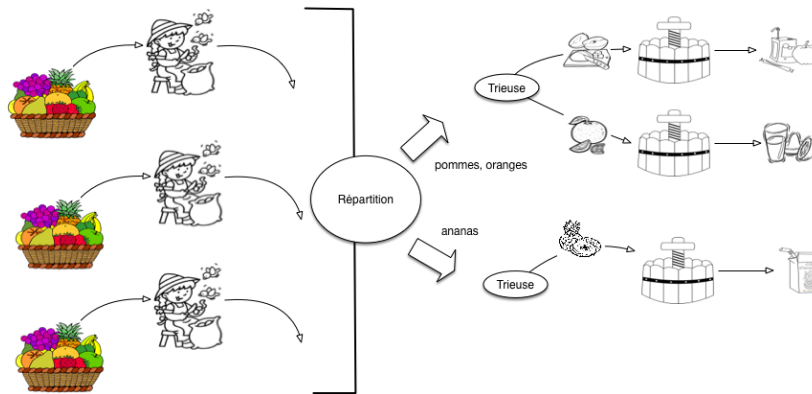 Trieuse
pommes, oranges
Répartition
ananas
Trieuse